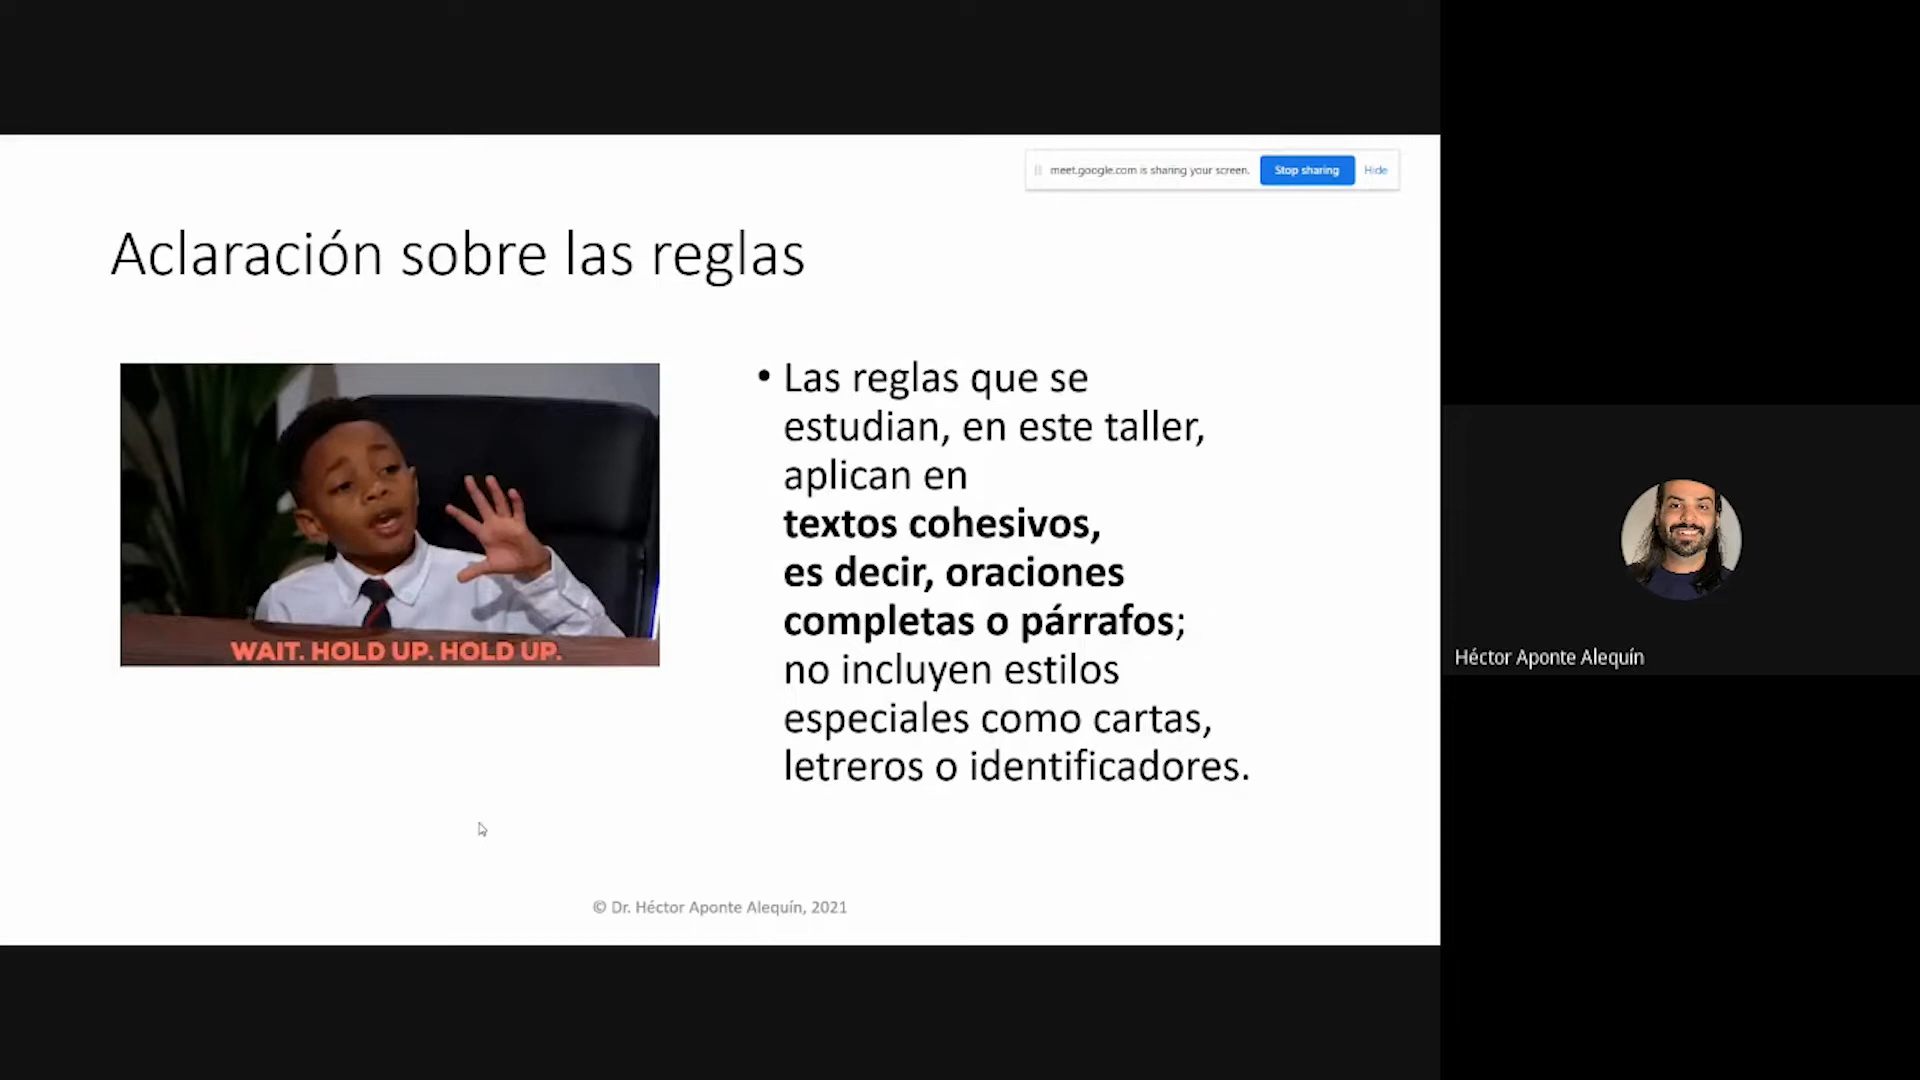 meet.google.com is sharing your screen. Stop sharing Hide
Aclaración sobre las reglas
• Las reglas que se
estudian, en este taller,
aplican en
textos cohesivos,
es decir, oraciones
completas o párrafos;
no incluyen estilos
especiales como cartas,
letreros o identificadores.
WAIT. HOLD UP. HOLD UP.
Héctor Aponte Alequín
© Dr. Héctor Aponte Alequín, 2021